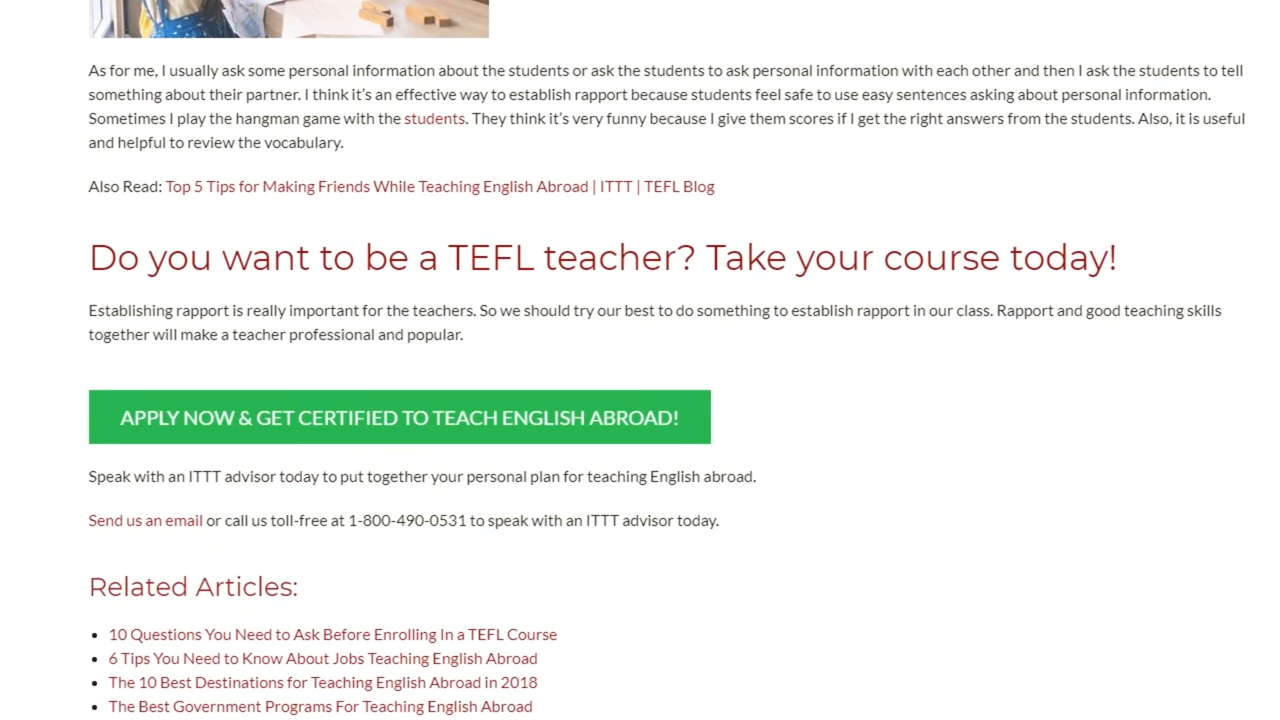 As for me, I usually ask some personal information about the students or ask the students to ask personal information with each other and then I ask the students to tell
something about their partner. I think it’s an effective way to establish rapport because students feel safe to use easy sentences asking about personal information.
Sometimes I play the hangman game with the students. They think it’s very funny because I give them scores if I get the right answers from the students. Also, it is useful
and helpful to review the vocabulary.
Also Read: Top 5 Tips for Making Friends While Teaching English Abroad | ITTT | TEFL Blog
Do you want to be a TEFL teacher? Take your course today!
Establishing rapport is really important for the teachers. So we should try our best to do something to establish rapport in our class. Rapport and good teaching skills
together will make a teacher professional and popular.
APPLY NOW & GET CERTIFIED TO TEACH ENGLISH ABROAD!
Speak with an ITTT advisor today to put together your personal plan for teaching English abroad.
Send us an email or call us toll-free at 1-800-490-0531 to speak with an ITTT advisor today.
Related Articles:
• 10 Questions You Need to Ask Before Enrolling In a TEFL Course
• 6 Tips You Need to Know About Jobs Teaching English Abroad
• The 10 Best Destinations for Teaching English Abroad in 2018
• The Best Government Programs For Teaching English Abroad